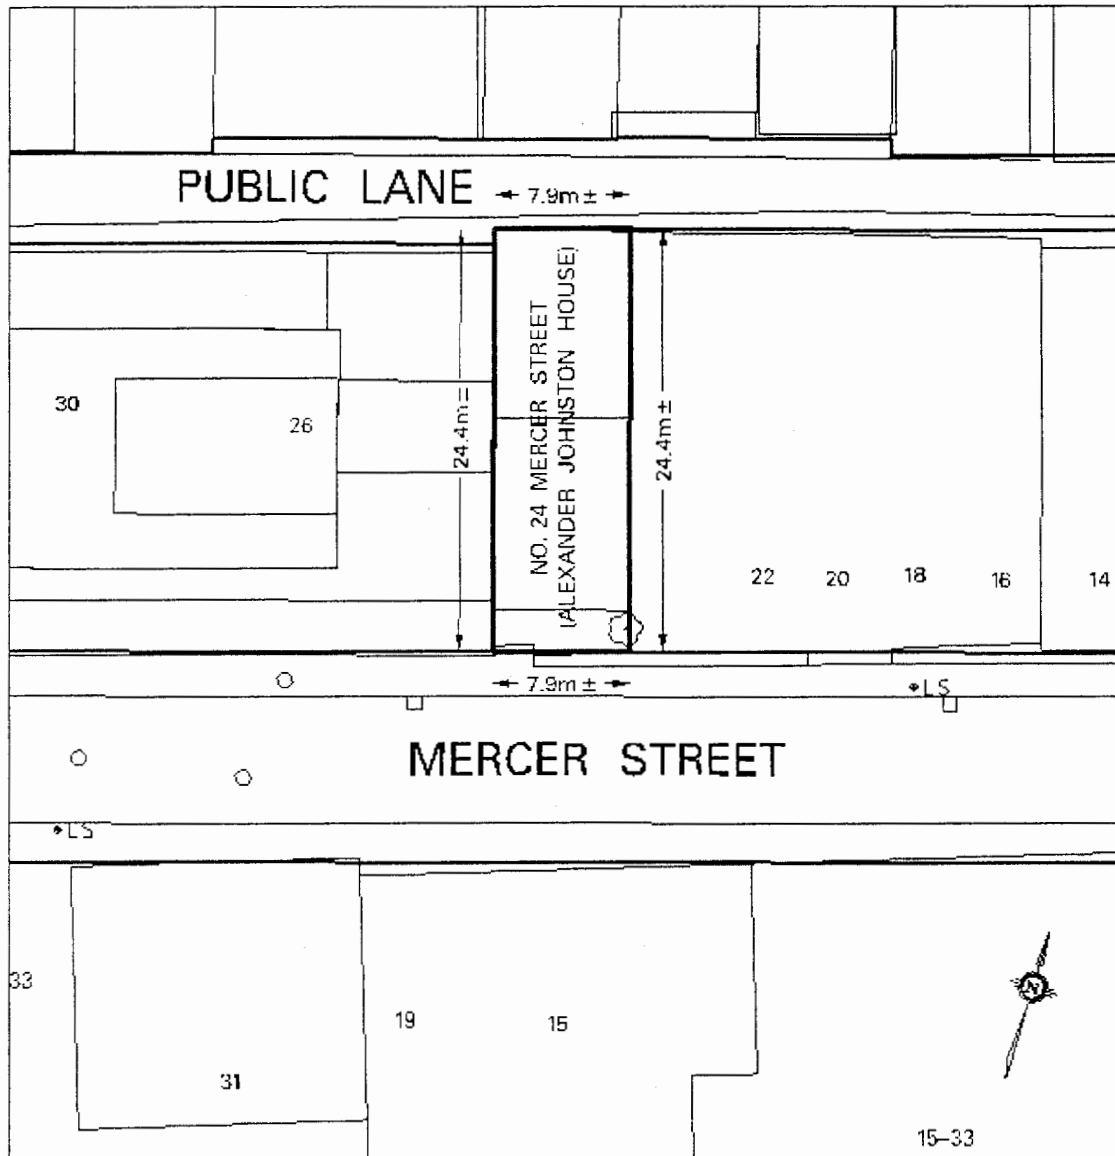 PUBLIC LANE
7.9m±
24.4m±
NO. 24 MERCER STREET
(ALEXANDER JOHNSTON HOUSE)
24.4m±
30
26
22
20
18
16
14
7.9m±
LS
MERCER STREET
LS
33
19
15
31
N
15–33